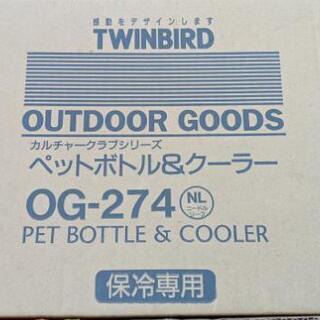 感動をデザインします
TWINBIRD
OUTDOOR GOODS
カルチャークラブシリーズ
ペットボトル&クーラー
OG-274 NL
PET BOTTLE & COOLER
保冷専用